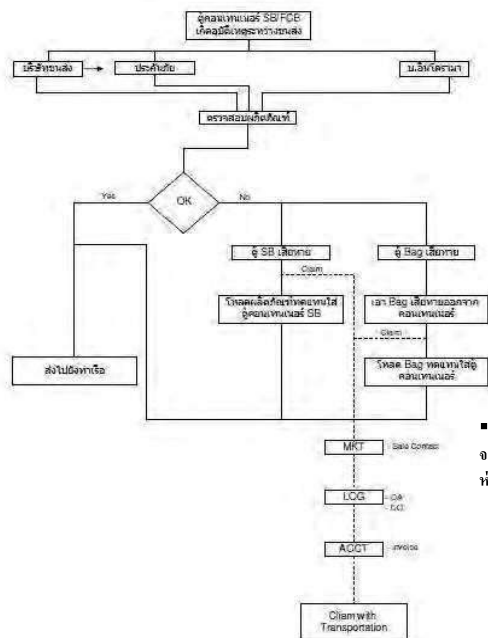 ตู้คอนเทนเนอร์ SB/FCB
เกิดอุบัติเหตุระหว่างขนส่ง
บริษัทขนส่ง
ประกันภัย
บ.อินโดรามา
ตรวจสอบผลิตภัณฑ์
Yes
OK
No
ตู้ SB เสียหาย
ตู้ Bag เสียหาย
Claim
โหลดผลิตภัณฑ์ทดแทนใส่
ตู้คอนเทนเนอร์ SB
เอา Bag เสียหายออกจาก
คอนเทนเนอร์
Claim
ส่งไปยังท่าเรือ
โหลด Bag ทดแทนใส่ตู้
คอนเทนเนอร์
MKT
LOG
ACCT
- Invoice
Cliam with
Transportation